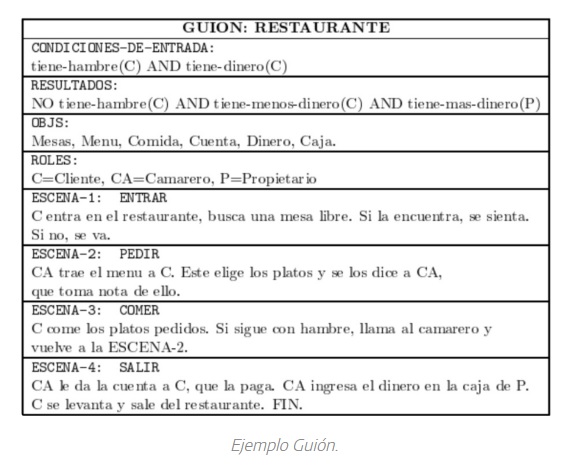 GUION: RESTAURANTE
CONDICIONES-DE-ENTRADA:
tiene-hambre(C) AND tiene-dinero(C)
RESULTADOS:
NO tiene-hambre(C) AND tiene-menos-dinero(C) AND tiene-mas-dinero(P)
OBJS:
Mesas, Menu, Comida, Cuenta, Dinero, Caja.
ROLES:
C=Cliente, CA=Camarero, P=Propietario
ESCENA-1: ENTRAR
C entra en el restaurante, busca una mesa libre. Si la encuentra, se sienta.
Si no, se va.
ESCENA-2: PEDIR
CA trae el menu a C. Este elige los platos y se los dice a CA,
que toma nota de ello.
ESCENA-3: COMER
C come los platos pedidos. Si sigue con hambre, llama al camarero y
vuelve a la ESCENA-2.
ESCENA-4: SALIR
CA le da la cuenta a C, que la paga. CA ingresa el dinero en la caja de P.
C se levanta y sale del restaurante. FIN.
Ejemplo Guión.